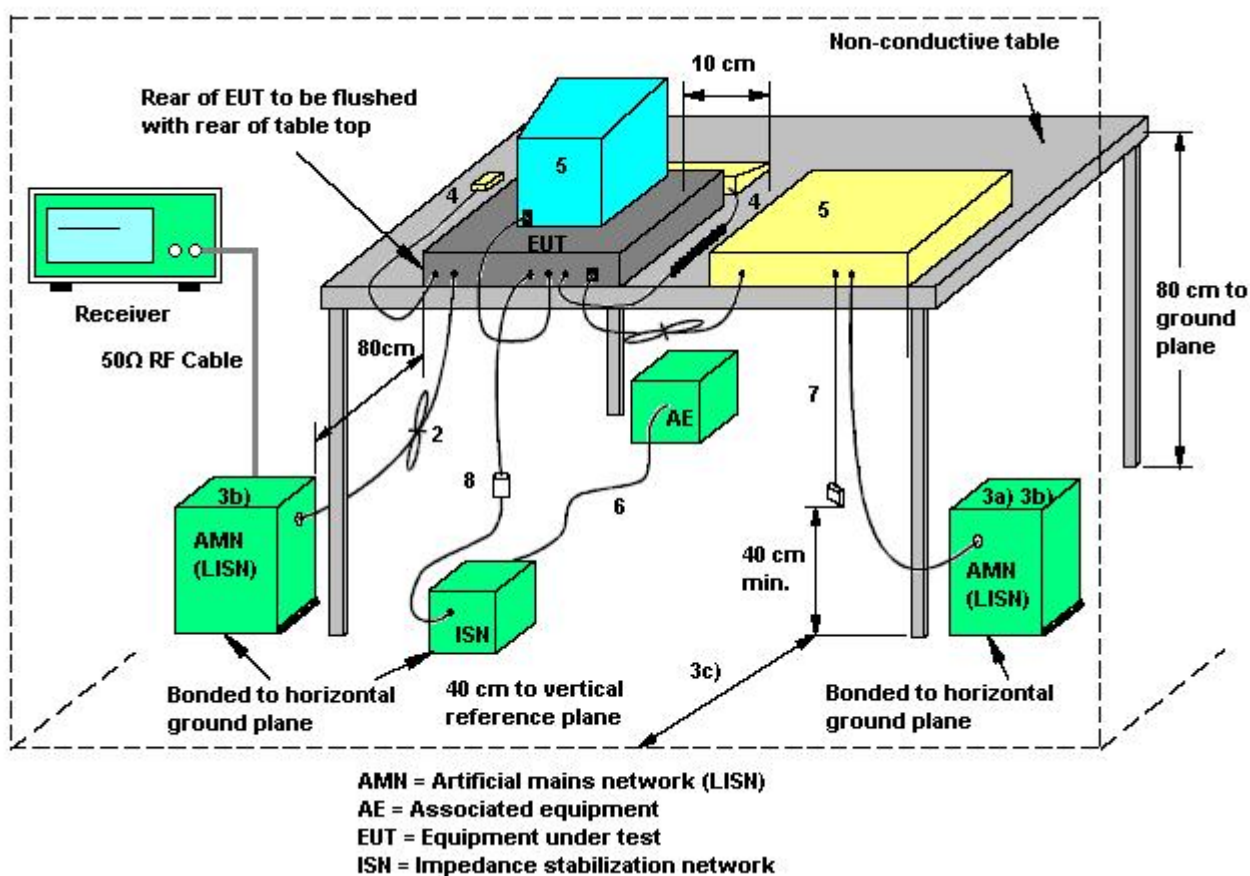 Non-conductive table
10 cm
Rear of EUT to be flushed
with rear of table top
5
4
4
5
EUT
Receiver
80 cm to
ground
plane
50Ω RF Cable
80cm
7
AE
2
8
3b)
6
3a) 3b)
AMN
(LISN)
40 cm
min.
AMN
(LISN)
ISN
3c)
Bonded to horizontal
ground plane
40 cm to vertical
reference plane
Bonded to horizontal
ground plane
AMN = Artificial mains network (LISN)
AE = Associated equipment
EUT = Equipment under test
ISN = Impedance stabilization network